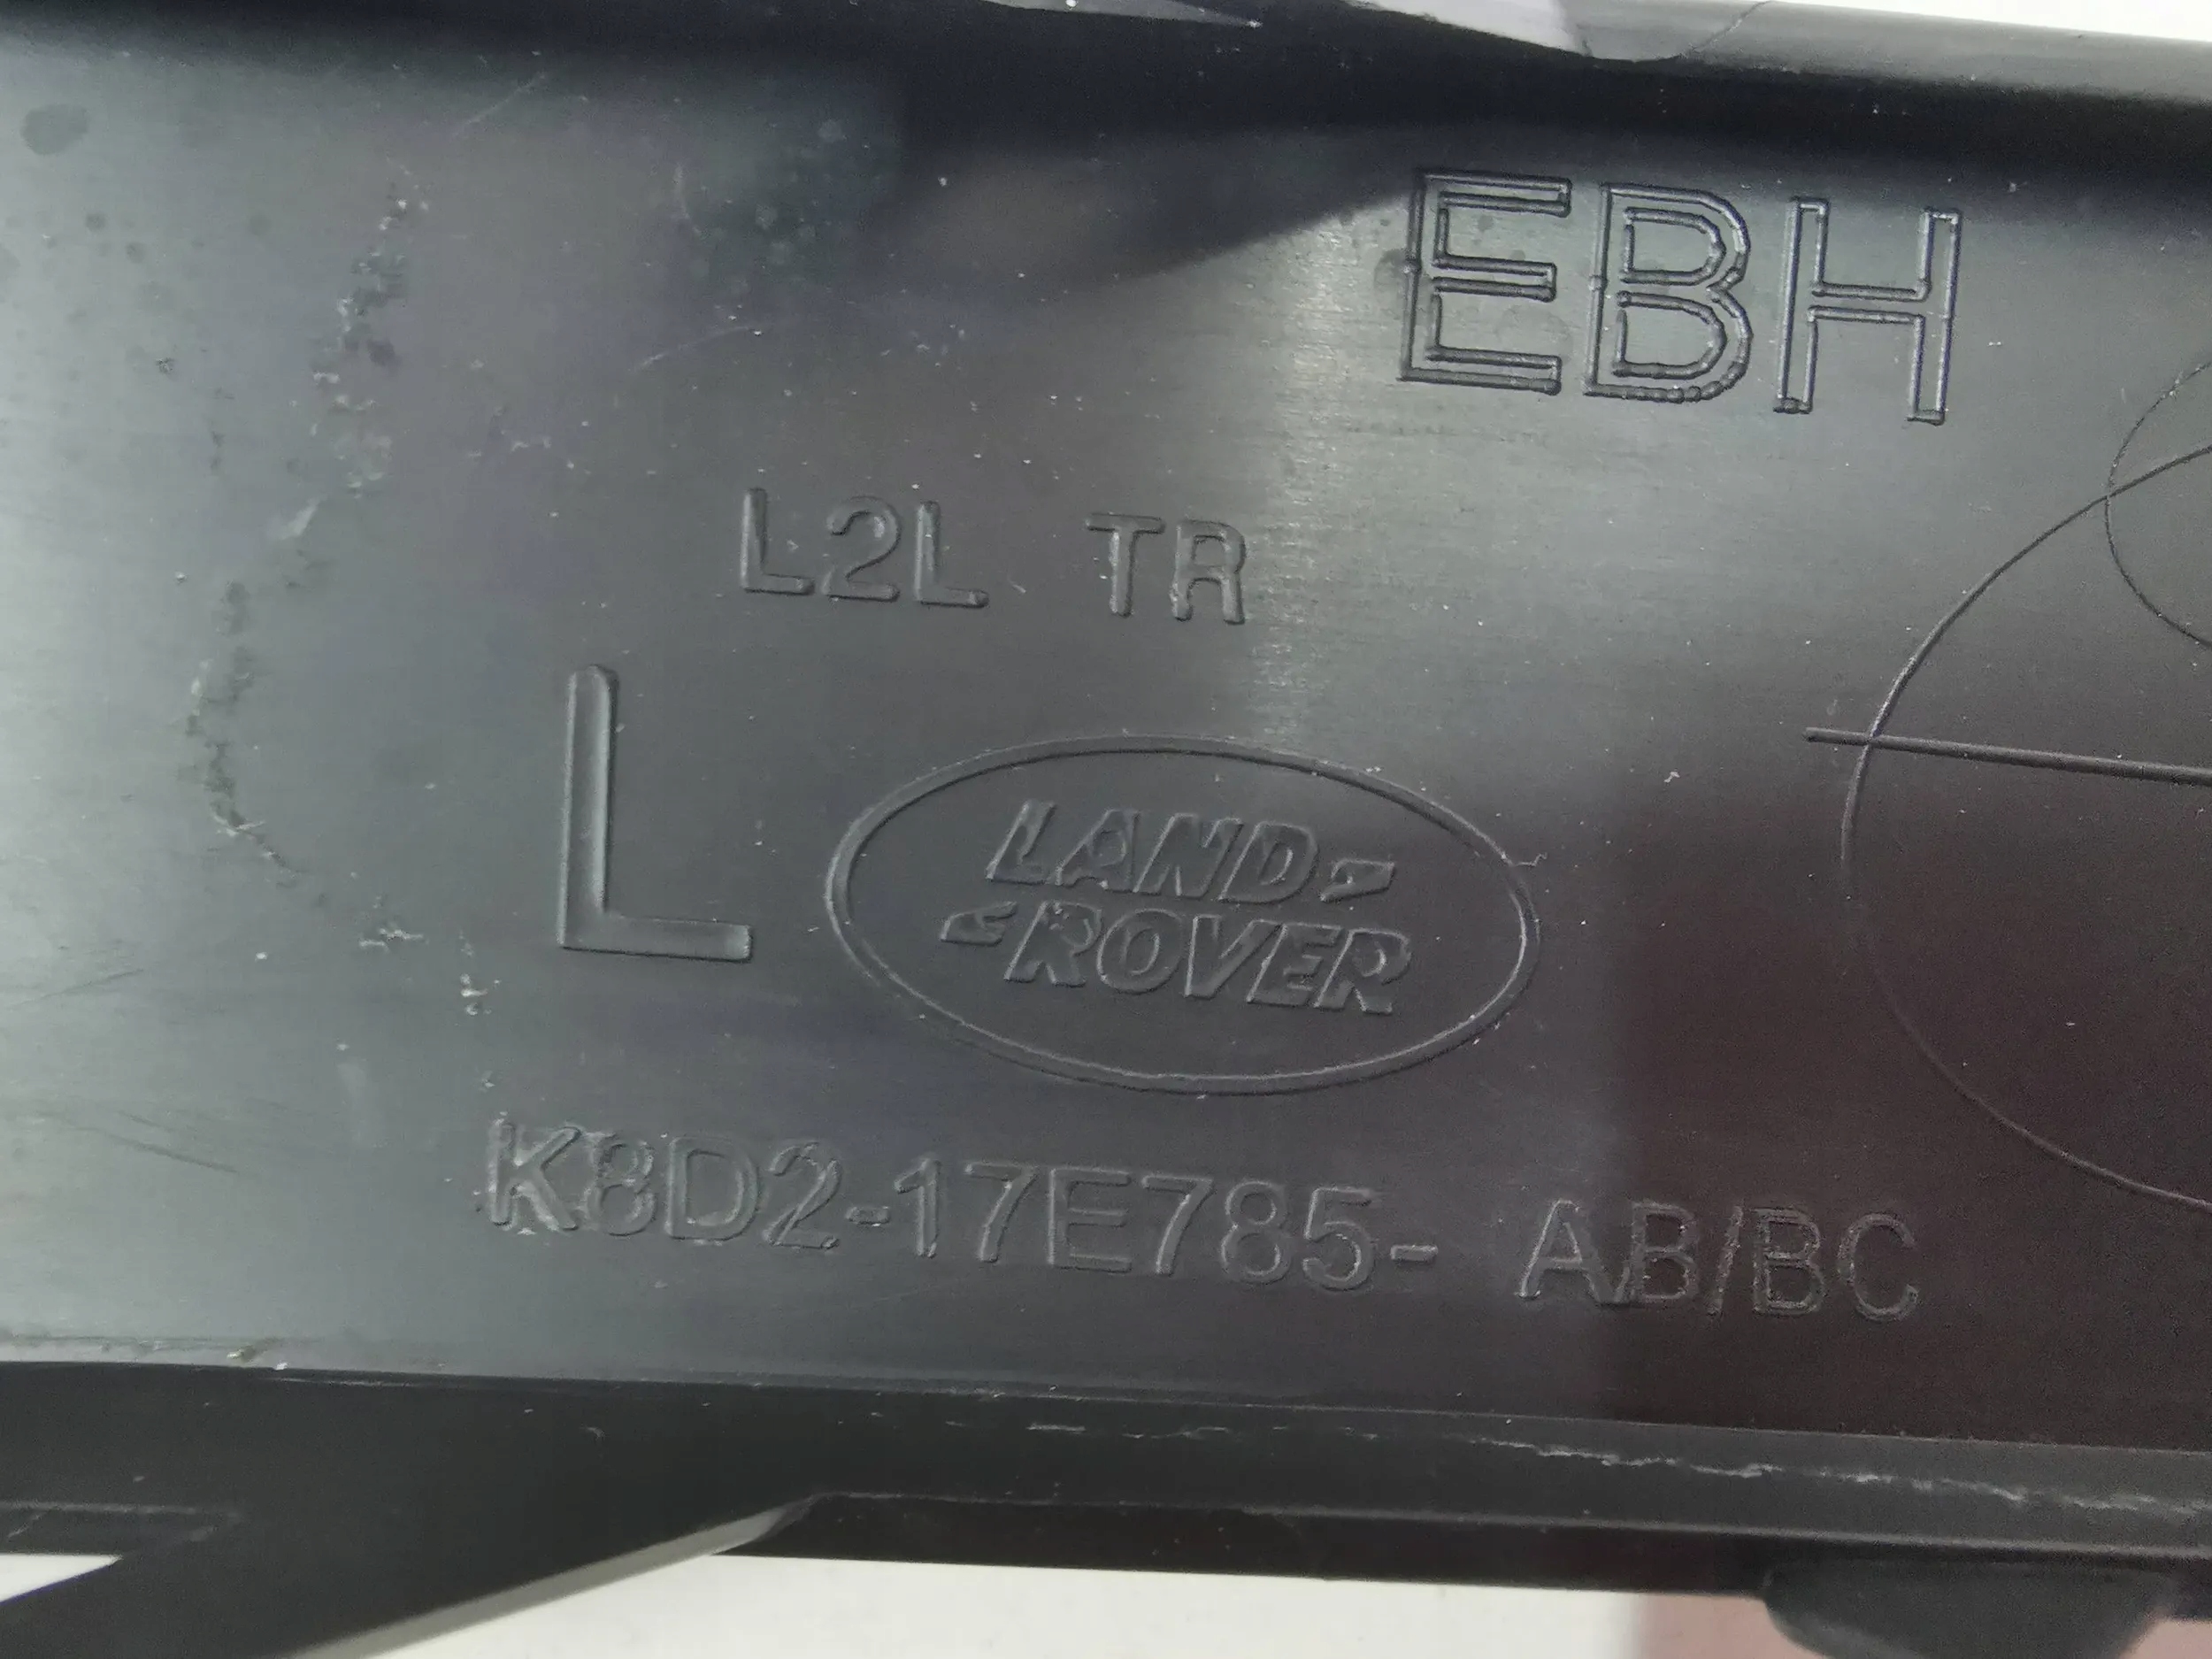 EBH
L2L TR
L
LAND
ROVER
K8D2-17E785- AB/BC